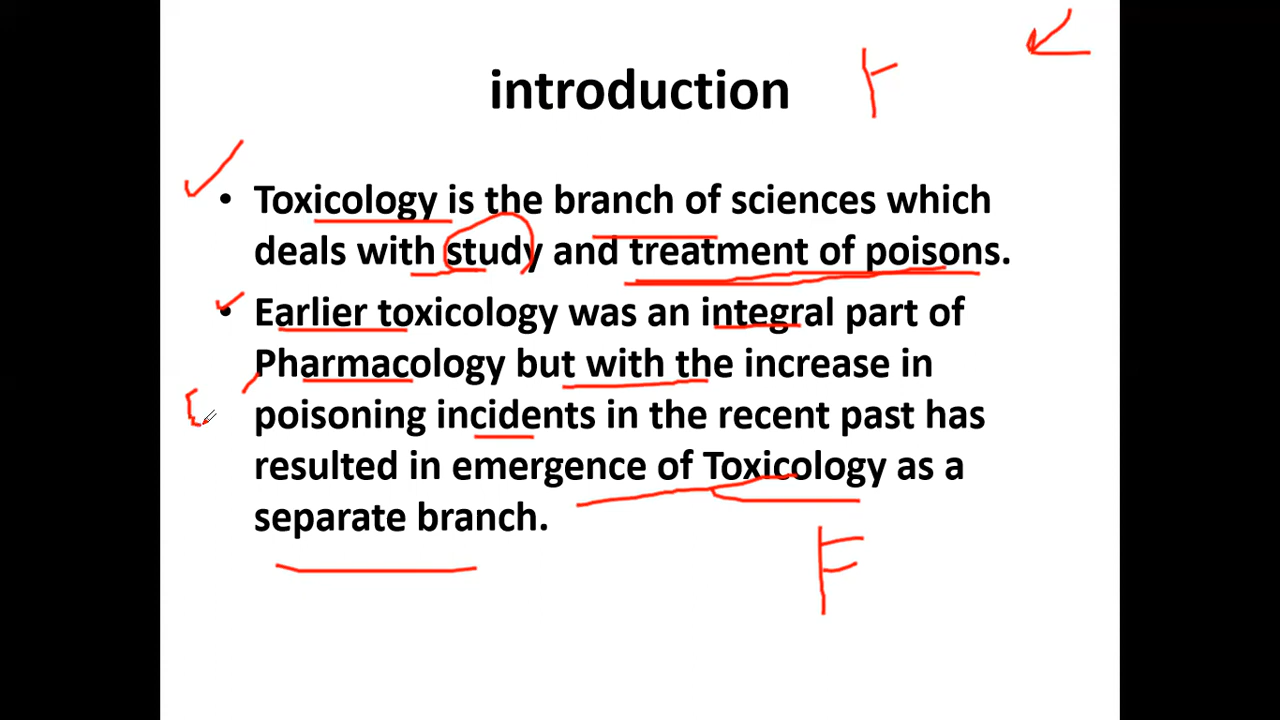 introduction
• Toxicology is the branch of sciences which
deals with study and treatment of poisons.
• Earlier toxicology was an integral part of
Pharmacology but with the increase in
poisoning incidents in the recent past has
resulted in emergence of Toxicology as a
separate branch.
F